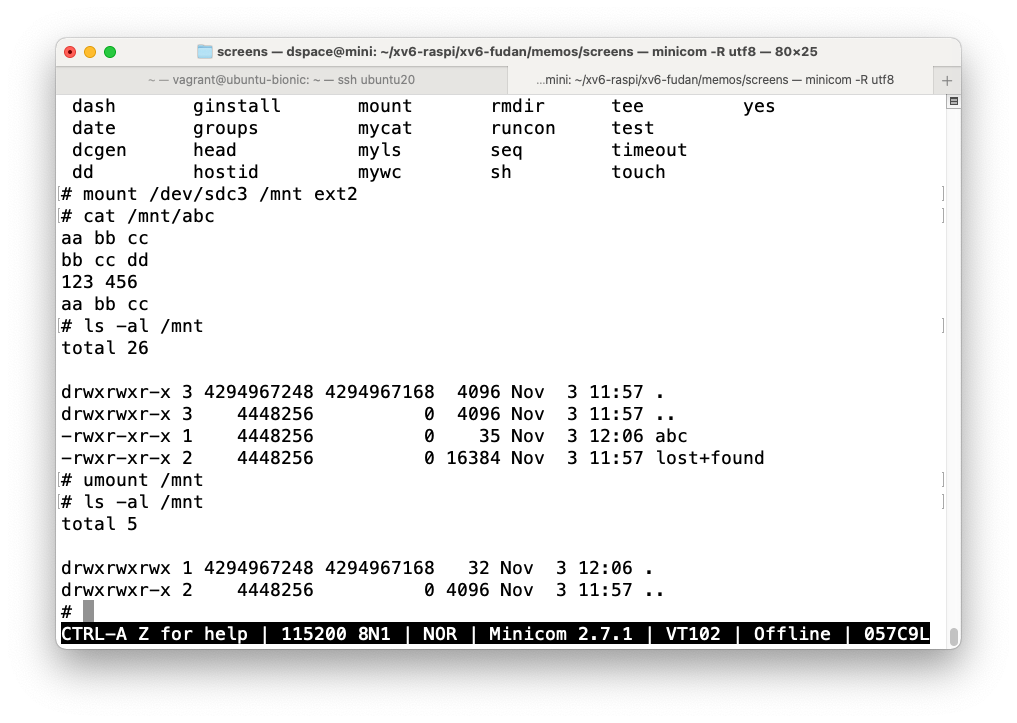 screens — dspace@mini: ~/xv6-raspi/xv6-fudan/memos/screens — minicom -R utf8 — 80×25
~ — vagrant@ubuntu-bionic: ~ — ssh ubuntu20
...mini: ~/xv6-raspi/xv6-fudan/memos/screens — minicom -R utf8
+
dash ginstall mount rmdir tee yes
date groups mycat runcon test
dcgen head myls seq timeout
dd hostid mywc sh touch
[# mount /dev/sdc3 /mnt ext2 ]
[# cat /mnt/abc ]
aa bb cc
bb cc dd
123 456
aa bb cc
[# ls -al /mnt ]
total 26
drwxrwxr-x 3 4294967248 4294967168 4096 Nov 3 11:57 .
drwxrwxr-x 3 4448256 0 4096 Nov 3 11:57 ..
-rwxr-xr-x 1 4448256 0 35 Nov 3 12:06 abc
-rwxr-xr-x 2 4448256 0 16384 Nov 3 11:57 lost+found
[# umount /mnt ]
[# ls -al /mnt ]
total 5
drwxrwxrwx 1 4294967248 4294967168 32 Nov 3 12:06 .
drwxrwxr-x 2 4448256 0 4096 Nov 3 11:57 ..
#
CTRL-A Z for help | 115200 8N1 | NOR | Minicom 2.7.1 | VT102 | Offline | 057C9L